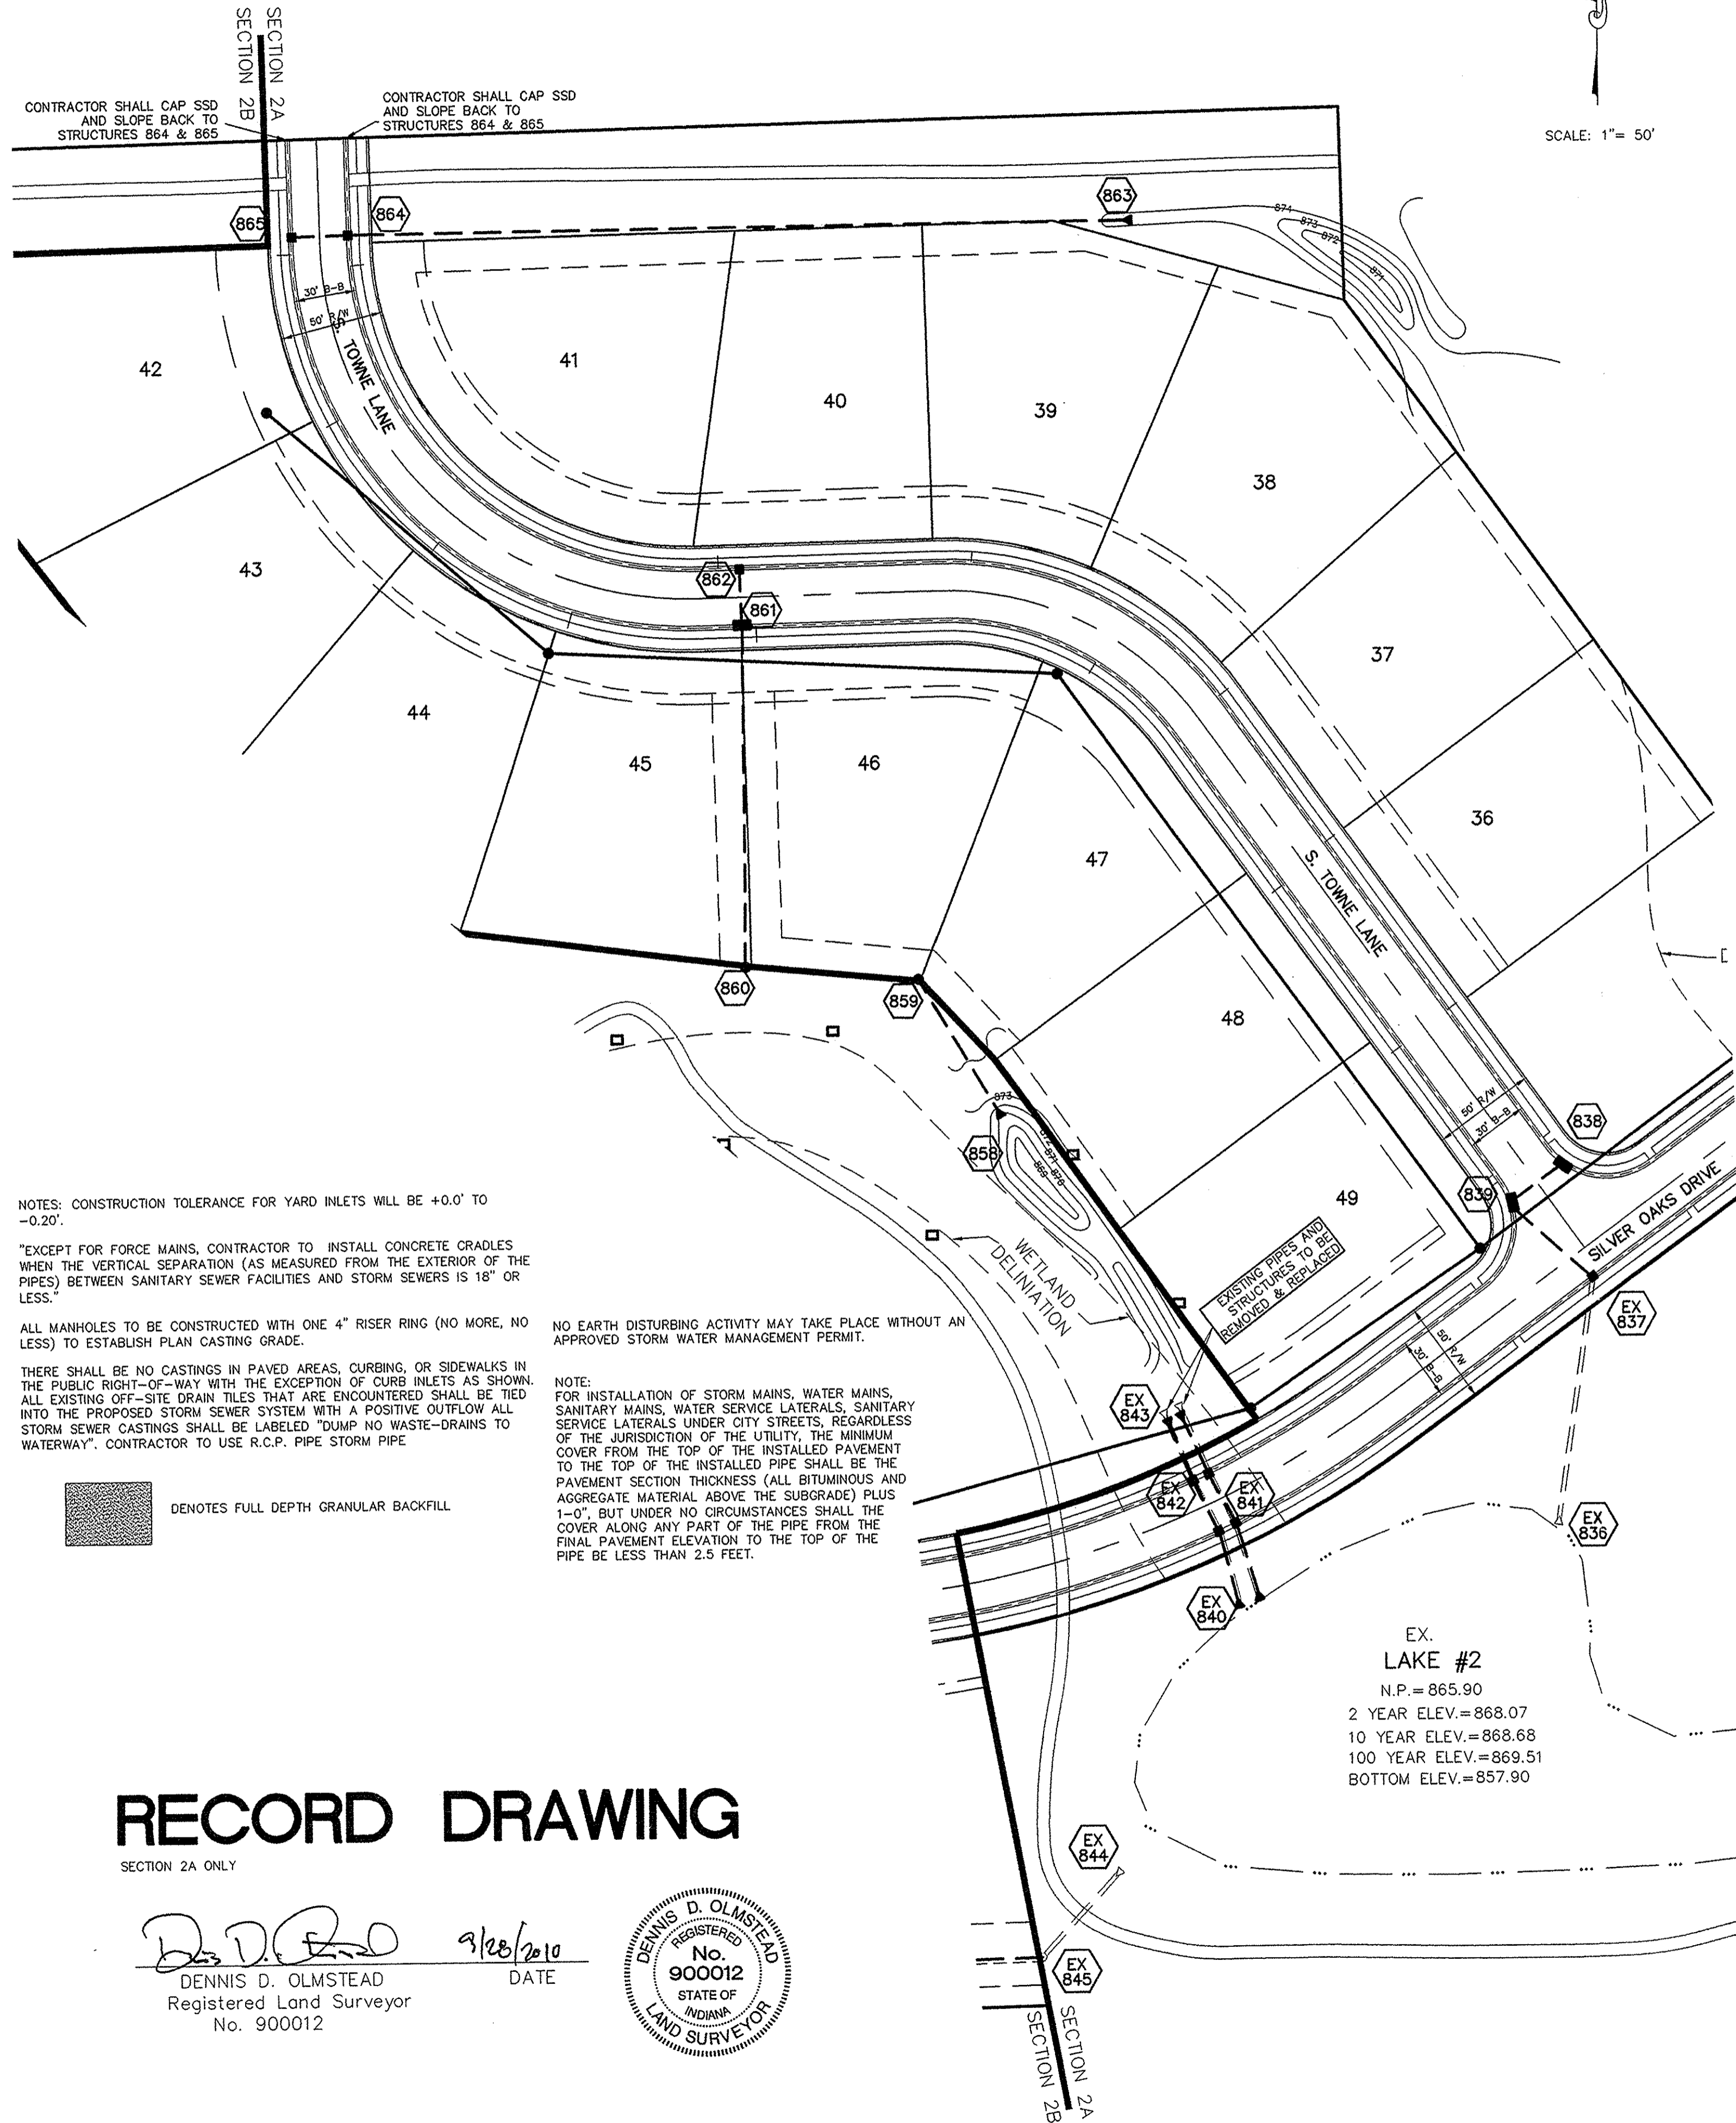 SECTION 2B
SECTION 2A
CONTRACTOR SHALL CAP SSD
AND SLOPE BACK TO
STRUCTURES 864 & 865
CONTRACTOR SHALL CAP SSD
AND SLOPE BACK TO
STRUCTURES 864 & 865
SCALE: 1"= 50'
865
864
863
874
873
872
871
30' B-B
50' R/W
S. TOWNE LANE
42
41
40
39
38
43
862
861
37
44
45
46
36
47
S. TOWNE LANE
860
859
48
873
872
871
870
869
858
50' R/W
30' B-B
838
839
49
SILVER OAKS DRIVE
EX
837
WETLAND
DELINIATION
EXISTING PIPES AND
STRUCTURES TO BE
REMOVED & REPLACED
50' R/W
30' B-B
NOTES: CONSTRUCTION TOLERANCE FOR YARD INLETS WILL BE +0.0' TO
-0.20'.
"EXCEPT FOR FORCE MAINS, CONTRACTOR TO INSTALL CONCRETE CRADLES
WHEN THE VERTICAL SEPARATION (AS MEASURED FROM THE EXTERIOR OF THE
PIPES) BETWEEN SANITARY SEWER FACILITIES AND STORM SEWERS IS 18" OR
LESS."
ALL MANHOLES TO BE CONSTRUCTED WITH ONE 4" RISER RING (NO MORE, NO
LESS) TO ESTABLISH PLAN CASTING GRADE.
THERE SHALL BE NO CASTINGS IN PAVED AREAS, CURBING, OR SIDEWALKS IN
THE PUBLIC RIGHT-OF-WAY WITH THE EXCEPTION OF CURB INLETS AS SHOWN.
ALL EXISTING OFF-SITE DRAIN TILES THAT ARE ENCOUNTERED SHALL BE TIED
INTO THE PROPOSED STORM SEWER SYSTEM WITH A POSITIVE OUTFLOW ALL
STORM SEWER CASTINGS SHALL BE LABELED "DUMP NO WASTE-DRAINS TO
WATERWAY". CONTRACTOR TO USE R.C.P. PIPE STORM PIPE
DENOTES FULL DEPTH GRANULAR BACKFILL
NO EARTH DISTURBING ACTIVITY MAY TAKE PLACE WITHOUT AN
APPROVED STORM WATER MANAGEMENT PERMIT.
NOTE:
FOR INSTALLATION OF STORM MAINS, WATER MAINS,
SANITARY MAINS, WATER SERVICE LATERALS, SANITARY
SERVICE LATERALS UNDER CITY STREETS, REGARDLESS
OF THE JURISDICTION OF THE UTILITY, THE MINIMUM
COVER FROM THE TOP OF THE INSTALLED PAVEMENT
TO THE TOP OF THE INSTALLED PIPE SHALL BE THE
PAVEMENT SECTION THICKNESS (ALL BITUMINOUS AND
AGGREGATE MATERIAL ABOVE THE SUBGRADE) PLUS
1-0", BUT UNDER NO CIRCUMSTANCES SHALL THE
COVER ALONG ANY PART OF THE PIPE FROM THE
FINAL PAVEMENT ELEVATION TO THE TOP OF THE
PIPE BE LESS THAN 2.5 FEET.
EX
843
EX
842
EX
841
EX
836
EX
840
EX.
LAKE #2
N.P.=865.90
2 YEAR ELEV.=868.07
10 YEAR ELEV.=868.68
100 YEAR ELEV.=869.51
BOTTOM ELEV.=857.90
EX
844
EX
845
SECTION 2A
SECTION 2B
RECORD DRAWING
SECTION 2A ONLY
9/28/2010
DENNIS D. OLMSTEAD
DATE
Registered Land Surveyor
No. 900012
DENNIS D. OLMSTEAD
REGISTERED
No.
900012
STATE OF
INDIANA
LAND SURVEYOR